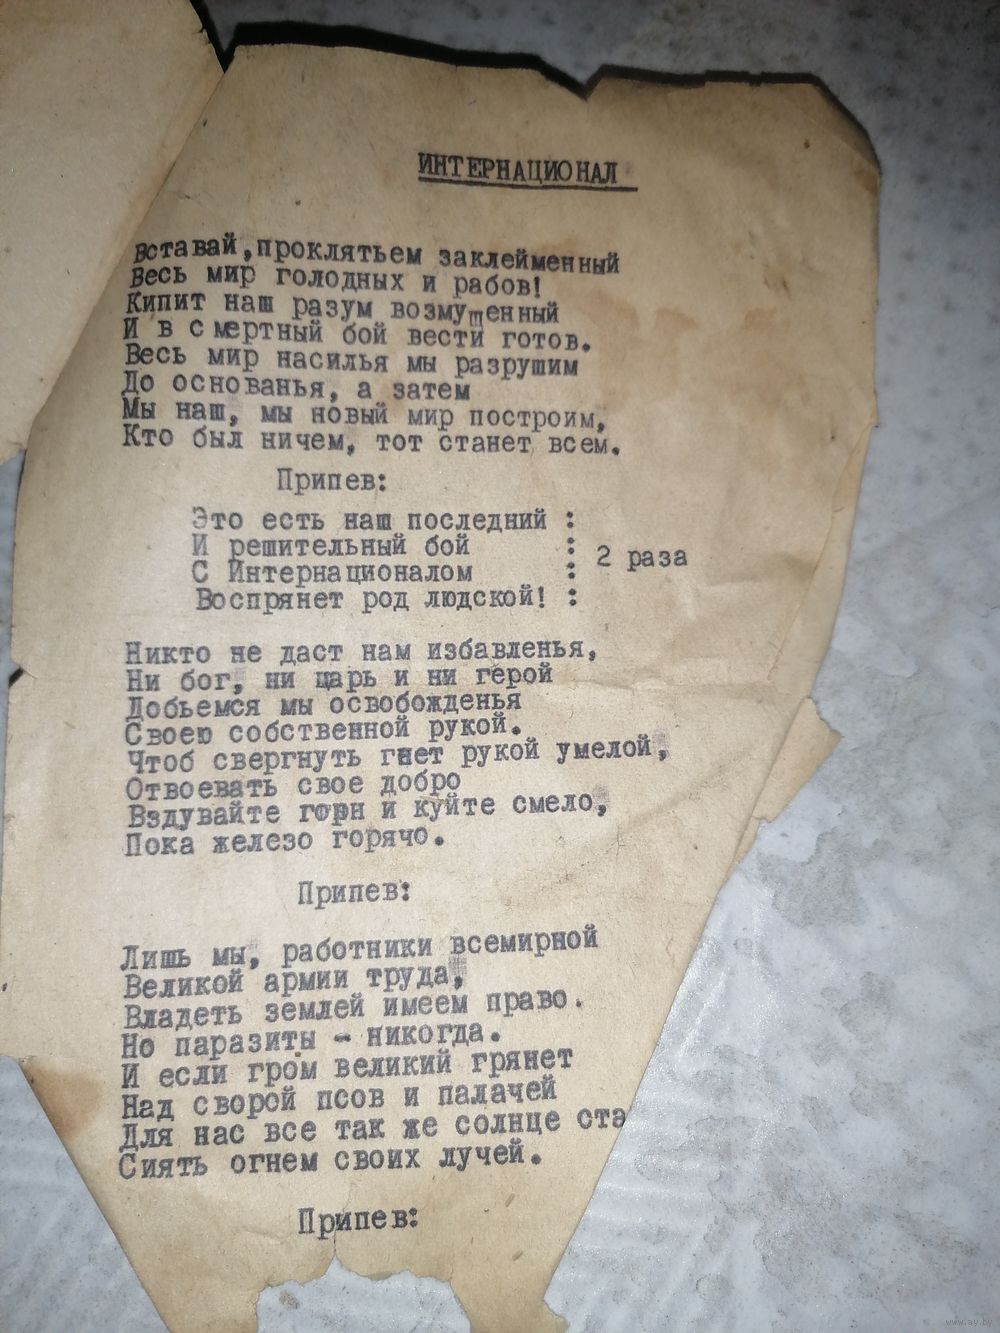 ИНТЕРНАЦИОНАЛ
Вставай,проклятьем заклейменный
Весь мир голодных и рабов!
Кипит наш разум возмущенный
И в смертный бой вести готов.
Весь мир насилья мы разрушим
До основанья, а затем
Мы наш, мы новый мир построим,
Кто был ничем, тот станет всем.
Припев:
Это есть наш последний :
И решительный бой :
2 раза
С Интернационалом :
Воспрянет род людской! :
Никто не даст нам избавленья,
Ни бог, ни царь и ни герой
Добьемся мы освобожденья
Своею собственной рукой.
Чтоб свергнуть гнет рукой умелой,
Отвоевать свое добро
Вздувайте горн и куйте смело,
Пока железо горячо.
Припев:
Лишь мы, работники всемирной
Великой армии труда,
Владеть землей имеем право.
Но паразиты - никогда.
И если гром великий грянет
Над сворой псов и палачей
Для нас все так же солнце ста
Сиять огнем своих лучей.
Припев:
www.ay.by